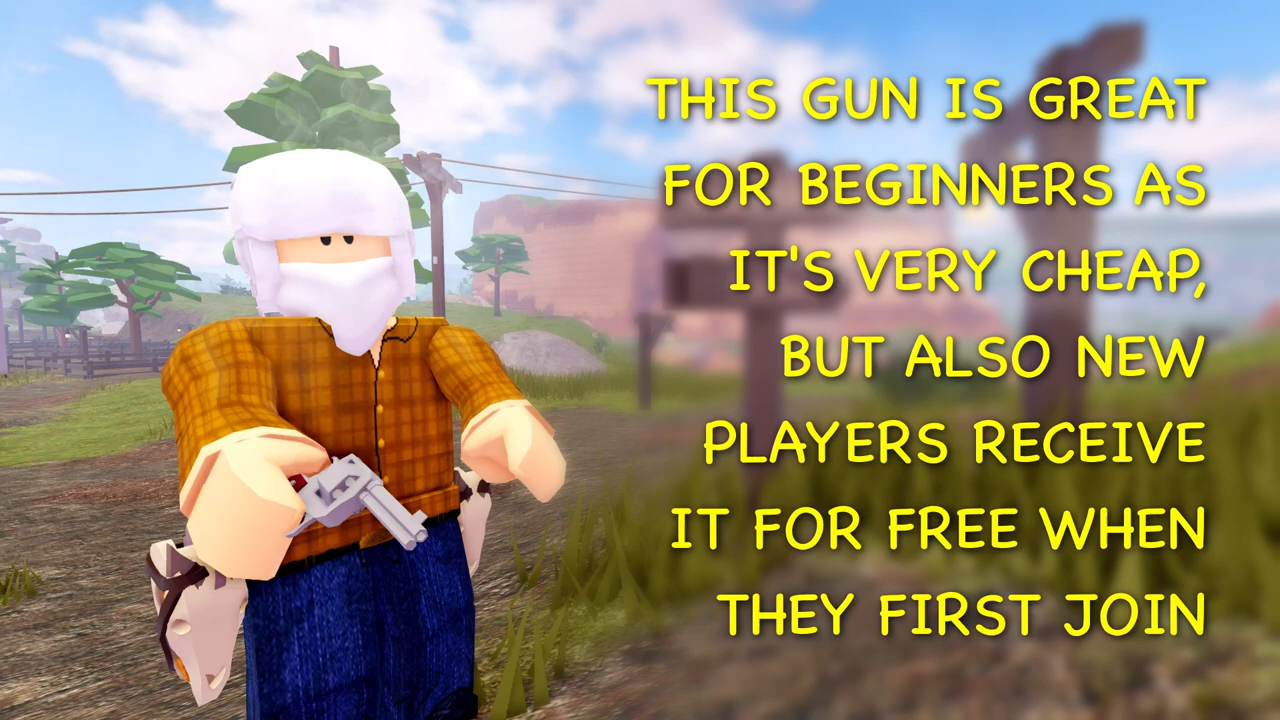 THIS GUN IS GREAT
FOR BEGINNERS AS
IT'S VERY CHEAP,
BUT ALSO NEW
PLAYERS RECEIVE
IT FOR FREE WHEN
THEY FIRST JOIN